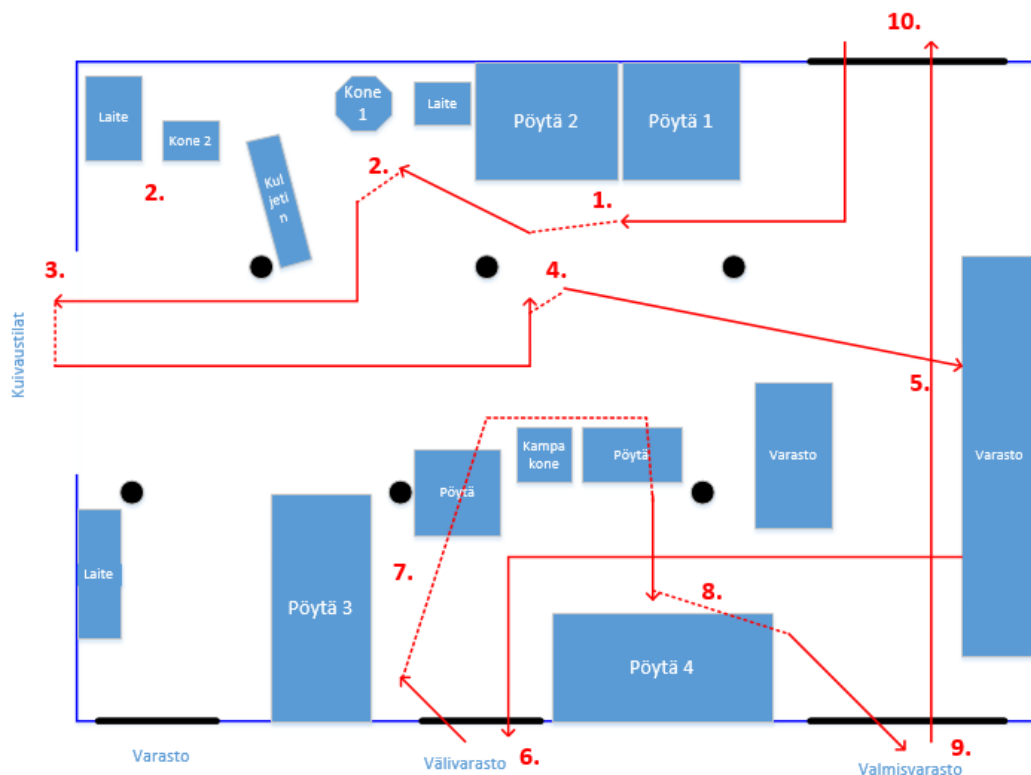 10.
Laite
Kone
1
Laite
Pöytä 2
Pöytä 1
Kone 2
2.
2.
Kul
jeti
n
1.
3.
4.
Kuivaustilat
5.
Kampa
kone
Pöytä
Varasto
Varasto
Pöytä
Laite
7.
8.
Pöytä 3
Pöytä 4
Varasto
Välivarasto
6.
9.
Valmisvarasto